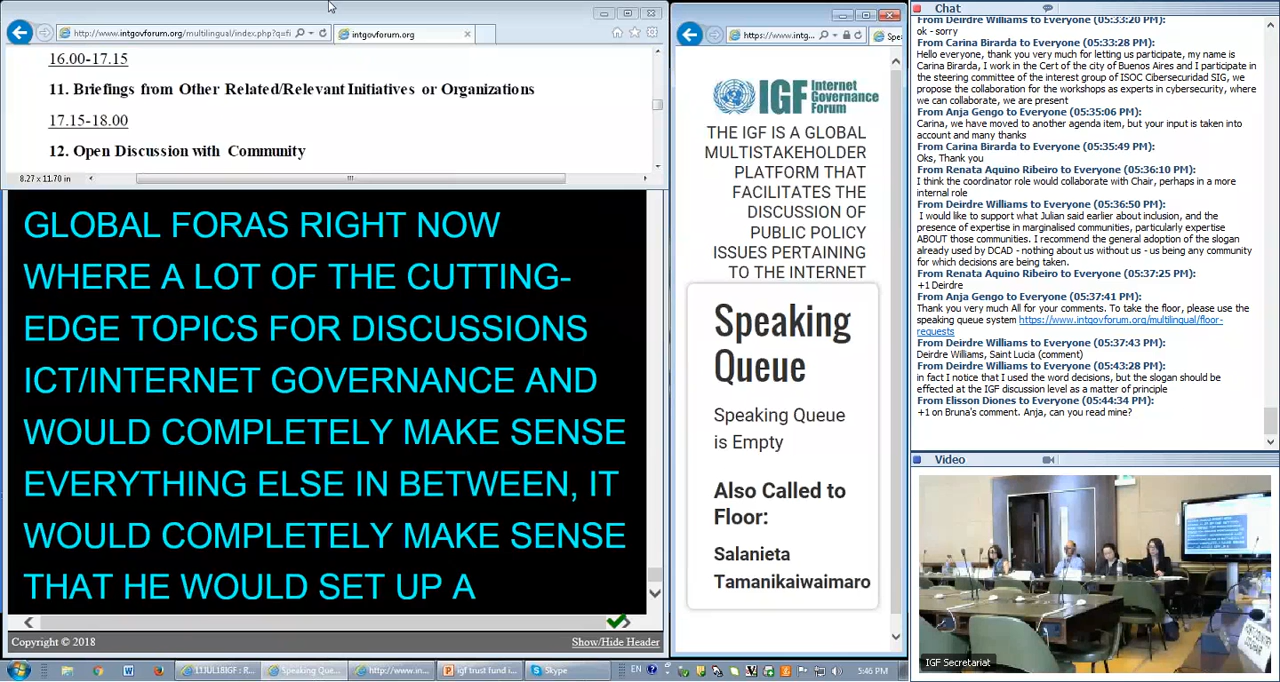 http://www.intgovforum.org/multilingual/index.php?q=fi
intgovforum.org
16.00-17.15
11. Briefings from Other Related/Relevant Initiatives or Organizations
17.15-18.00
12. Open Discussion with Community
8.27 x 11.70 in
GLOBAL FORAS RIGHT NOW
WHERE A LOT OF THE CUTTING-
EDGE TOPICS FOR DISCUSSIONS
ICT/INTERNET GOVERNANCE AND
WOULD COMPLETELY MAKE SENSE
EVERYTHING ELSE IN BETWEEN, IT
WOULD COMPLETELY MAKE SENSE
THAT HE WOULD SET UP A
Copyright © 2018
Show/Hide Header
https://www.intg
Spe
IGF Internet
Governance
Forum
THE IGF IS A GLOBAL
MULTISTAKEHOLDER
PLATFORM THAT
FACILITATES THE
DISCUSSION OF
PUBLIC POLICY
ISSUES PERTAINING
TO THE INTERNET
Speaking
Queue
Speaking Queue
is Empty
Also Called to
Floor:
Salanieta
Tamanikaiwaimaro
Chat
From Deirdre Williams to Everyone (05:33:20 PM):
ok - sorry
From Carina Birarda to Everyone (05:33:28 PM):
Hello everyone, thank you very much for letting us participate, my name is
Carina Birarda, I work in the Cert of the city of Buenos Aires and I participate in
the steering committee of the interest group of ISOC Cibersecuridad SIG, we
propose the collaboration for the workshops as experts in cybersecurity, where
we can collaborate, we are present
From Anja Gengo to Everyone (05:35:06 PM):
Carina, we have moved to another agenda item, but your input is taken into
account and many thanks
From Carina Birarda to Everyone (05:35:49 PM):
Oks, Thank you
From Renata Aquino Ribeiro to Everyone (05:36:10 PM):
I think the coordinator role would collaborate with Chair, perhaps in a more
internal role
From Deirdre Williams to Everyone (05:36:50 PM):
I would like to support what Julian said earlier about inclusion, and the
presence of expertise in marginalised communities, particularly expertise
ABOUT those communities. I recommend the general adoption of the slogan
already used by DCAD - nothing about us without us - us being any community
for which decisions are being taken.
From Renata Aquino Ribeiro to Everyone (05:37:25 PM):
+1 Deirdre
From Anja Gengo to Everyone (05:37:41 PM):
Thank you very much All for your comments. To take the floor, please use the
speaking queue system https://www.intgovforum.org/multilingual/floor-
requests
From Deirdre Williams to Everyone (05:37:43 PM):
Deirdre Williams, Saint Lucia (comment)
From Deirdre Williams to Everyone (05:43:28 PM):
in fact I notice that I used the word decisions, but the slogan should be
effected at the IGF discussion level as a matter of principle
From Elisson Diones to Everyone (05:44:34 PM):
+1 on Bruna's comment. Anja, can you read mine?
Video
IGF Secretariat
11JUL18IGF : R...
Speaking Que...
http://www.in...
igf trust fund i...
Skype
EN
5:46 PM